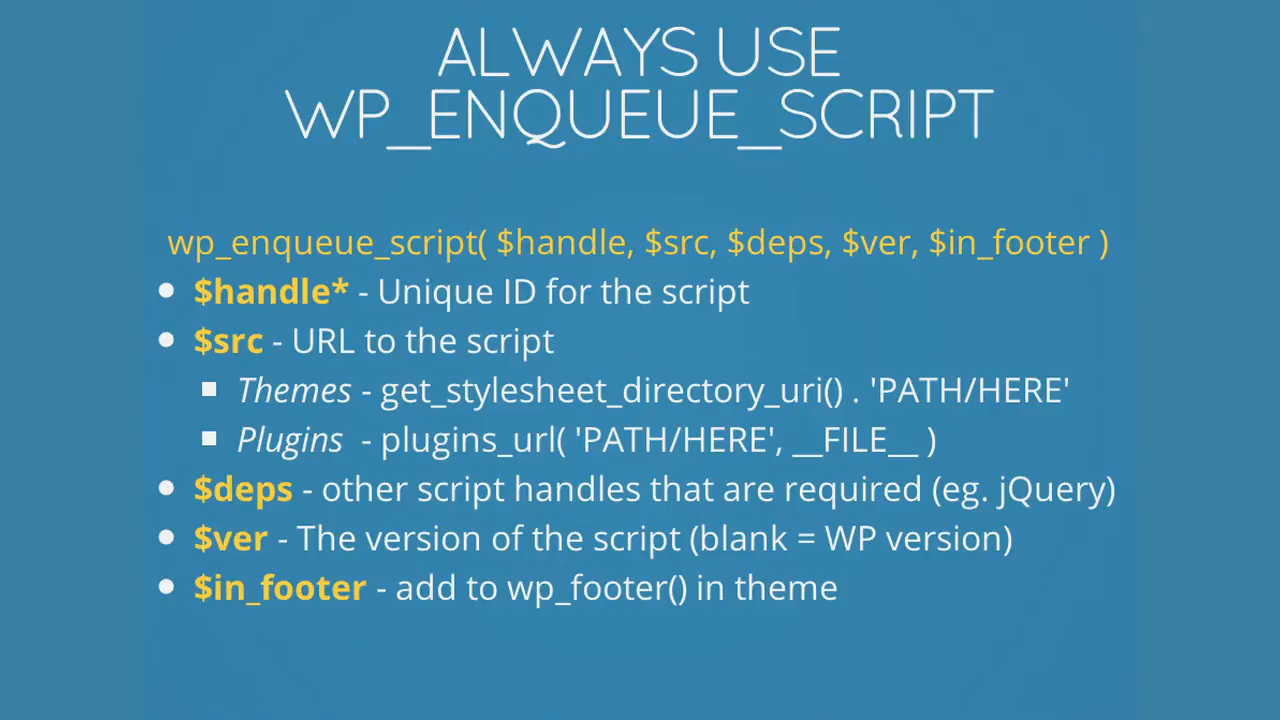 ALWAYS USE
WP_ENQUEUE_SCRIPT
wp_enqueue_script( $handle, $src, $deps, $ver, $in_footer )
$handle* - Unique ID for the script
$src - URL to the script
Themes - get_stylesheet_directory_uri() . 'PATH/HERE'
Plugins - plugins_url( 'PATH/HERE', __FILE__ )
$deps - other script handles that are required (eg. jQuery)
$ver - The version of the script (blank = WP version)
$in_footer - add to wp_footer() in theme